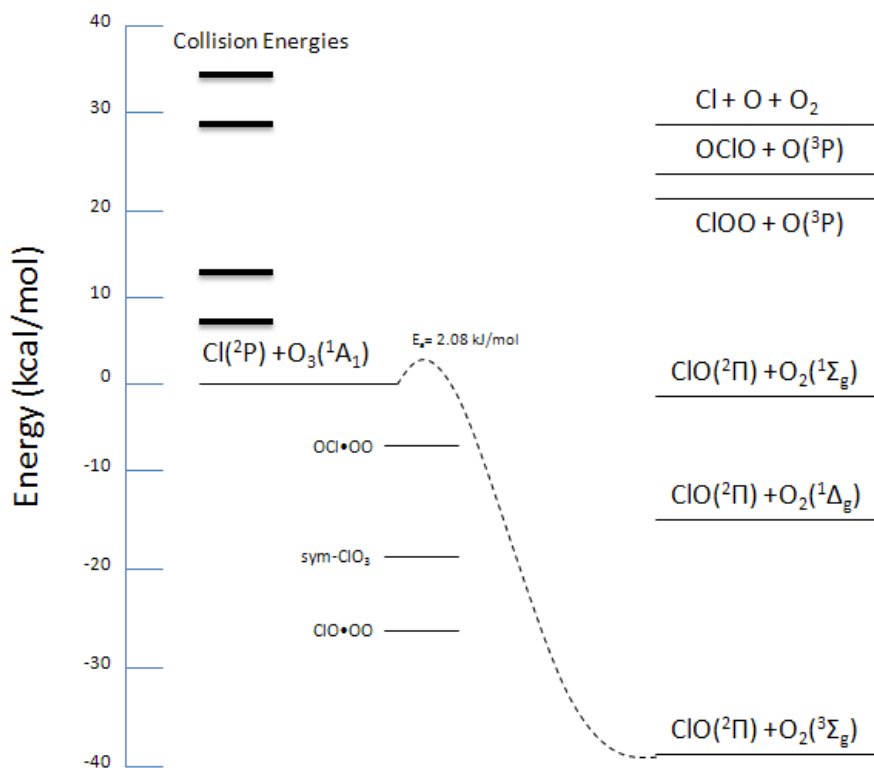 40
Collision Energies
30
Cl + O + O₂
OClO + O(³P)
20
ClOO + O(³P)
10
Eₐ= 2.08 kJ/mol
Cl(²P) +O₃(¹A₁)
0
ClO(²Π) +O₂(¹Σg)
OCl•OO
-10
ClO(²Π) +O₂(¹Δg)
sym-ClO₃
-20
ClO•OO
-30
ClO(²Π) +O₂(³Σg)
-40
Energy (kcal/mol)